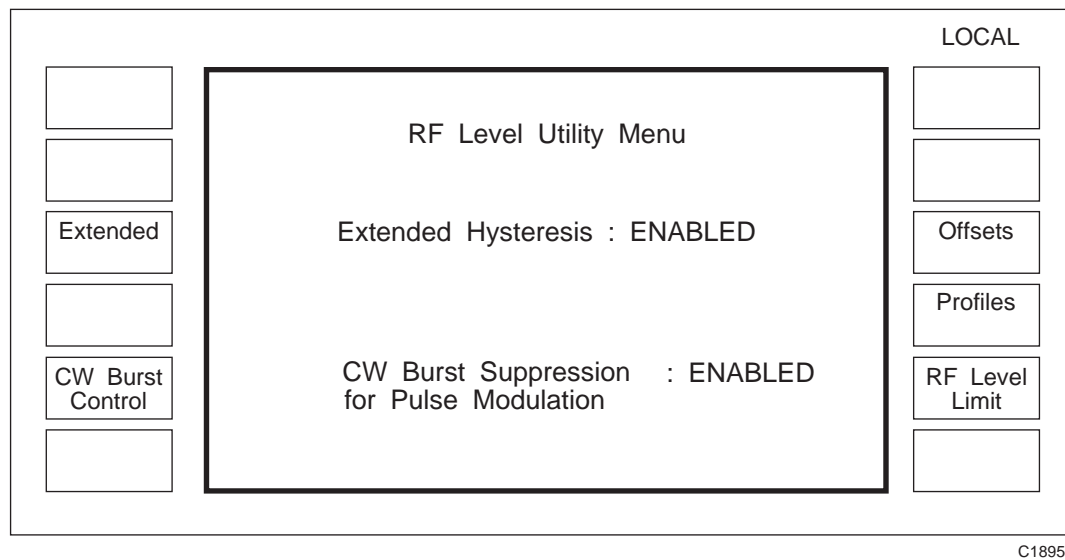 LOCAL
RF Level Utility Menu
Extended
Extended Hysteresis : ENABLED
Offsets
Profiles
CW Burst
Control
CW Burst Suppression : ENABLED
for Pulse Modulation
RF Level
Limit
C1895